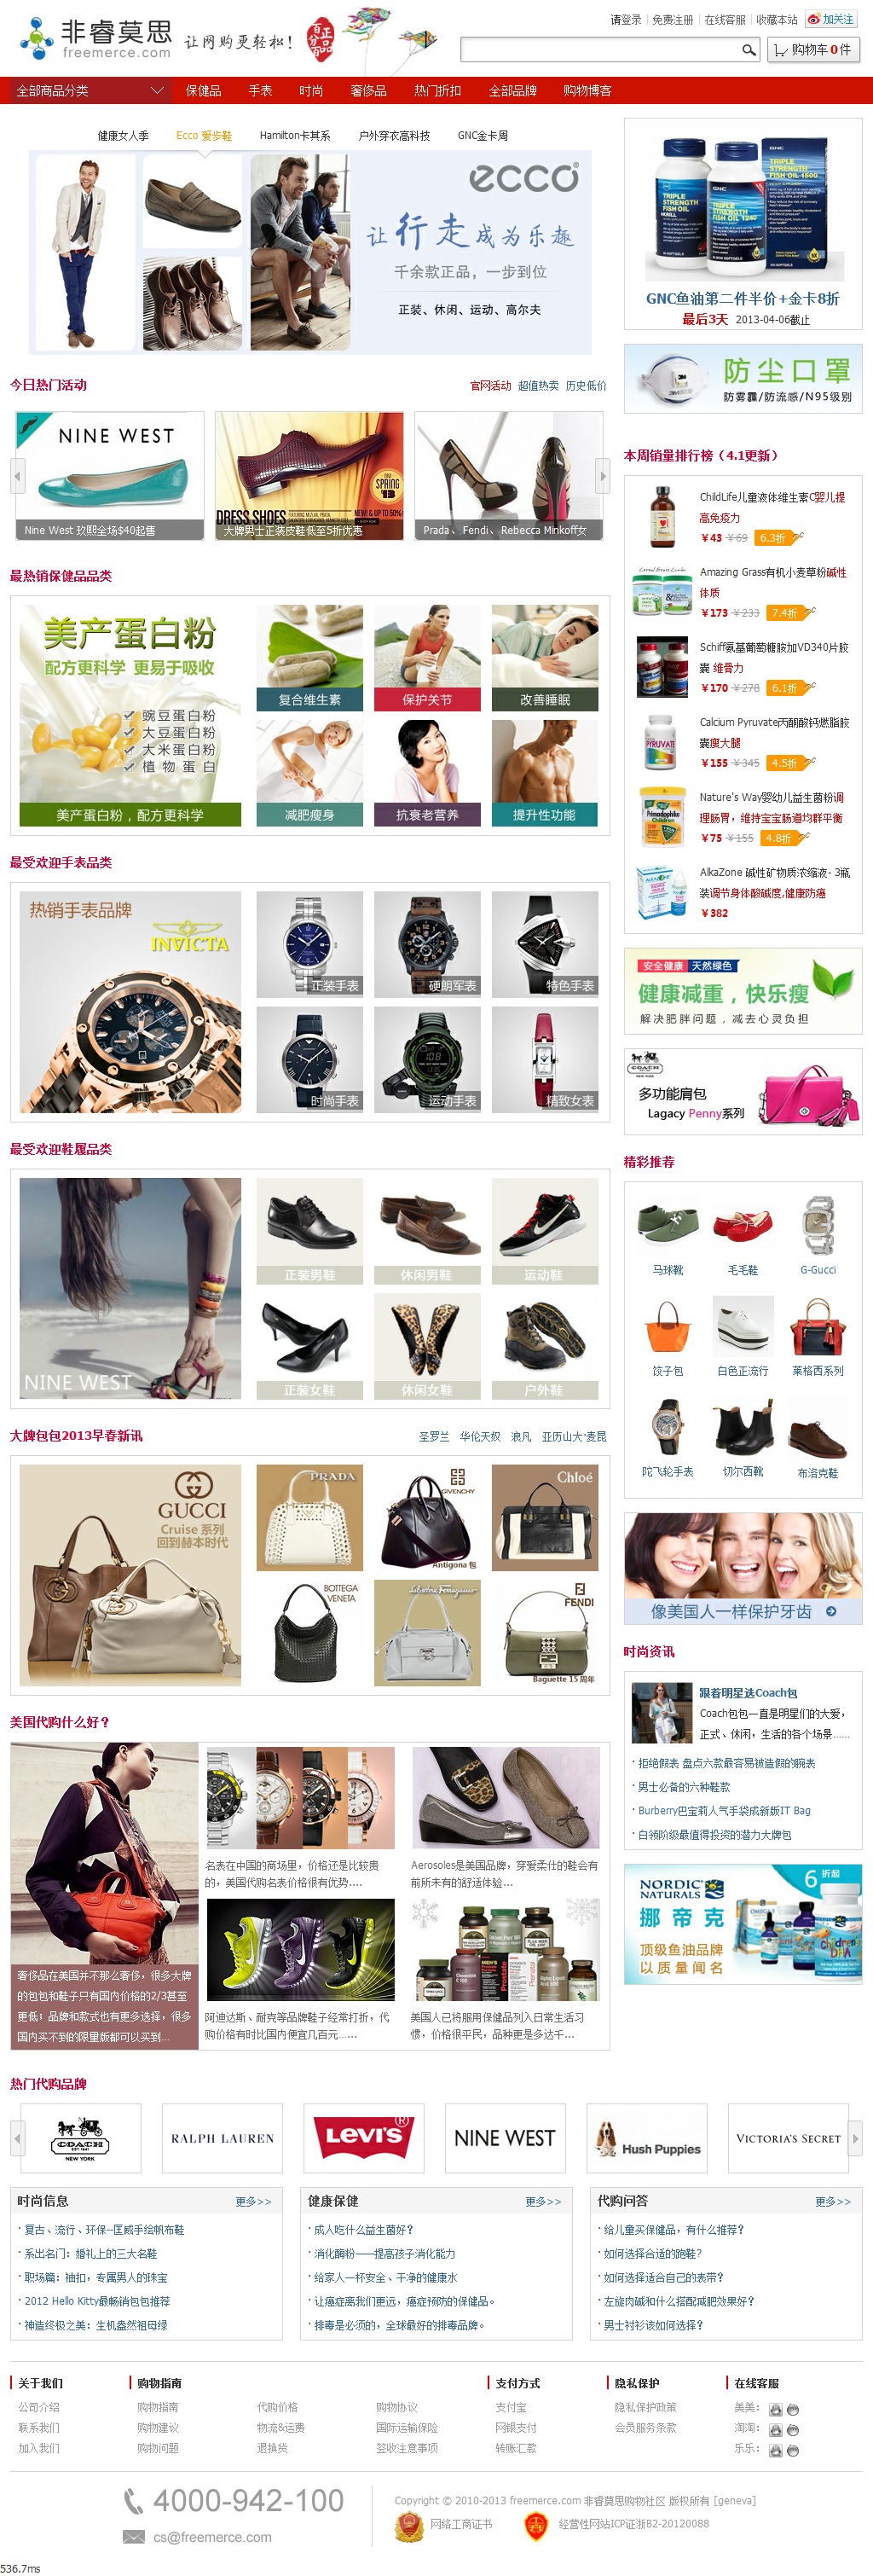 非睿莫思
freemerce.com
让网购更轻松!
百分百正品
请登录 | 免费注册 | 在线客服 | 收藏本站
加关注
购物车0件
全部商品分类 保健品 手表 时尚 奢侈品 热门折扣 全部品牌 购物博客
健康女人季 Ecco 爱步鞋 Hamilton卡其系 户外穿衣高科技 GNC金卡周
ecco
让行走成为乐趣
千余款正品，一步到位
正装、休闲、运动、高尔夫
GNC
TRIPLE STRENGTH FISH OIL 1500
GNC鱼油第二件半价+金卡8折
最后3天 2013-04-06截止
3M
防尘口罩
防雾霾/防流感/N95级别
今日热门活动
官网活动 超值热卖 历史低价
NINE WEST
Nine West 玖熙全场$40起售
NEW SPRING '13
DRESS SHOES
大牌男士正装皮鞋低至5折优惠
Prada、Fendi、Rebecca Minkoff女
本周销量排行榜（4.1更新）
ChildLife儿童液体维生素C婴儿提
高免疫力
￥43 ￥69 6.3折
Amazing Grass有机小麦草粉碱性
体质
￥173 ￥233 7.4折
Schiff氨基葡萄糖胺加VD340片胶
囊 维骨力
￥170 ￥278 6.1折
Calcium Pyruvate丙酮酸钙燃脂胶
囊瘦大腿
￥155 ￥345 4.5折
Nature's Way婴幼儿益生菌粉调
理肠胃，维持宝宝肠道均群平衡
￥75 ￥155 4.8折
AlkaZone 碱性矿物质浓缩液- 3瓶
装调节身体酸碱度,健康防癌
￥382
最热销保健品品类
美产蛋白粉
配方更科学 更易于吸收
豌豆蛋白粉
大豆蛋白粉
大米蛋白粉
植物蛋白
美产蛋白粉，配方更科学
复合维生素 保护关节 改善睡眠
减肥瘦身 抗衰老营养 提升性功能
最受欢迎手表品类
热销手表品牌
INVICTA
正装手表 硬朗军表 特色手表
时尚手表 运动手表 精致女表
安全健康 天然绿色
健康减重，快乐瘦
解决肥胖问题，减去心灵负担
COACH
多功能肩包
Lagacy Penny系列
最受欢迎鞋履品类
NINE WEST
正装男鞋 休闲男鞋 运动鞋
正装女鞋 休闲女鞋 户外鞋
精彩推荐
马球靴 毛毛鞋 G-Gucci
饺子包 白色正流行 莱格西系列
陀飞轮手表 切尔西靴 布洛克鞋
大牌包包2013早春新讯
圣罗兰 华伦天奴 浪凡 亚历山大·麦昆
GUCCI
Cruise 系列
回到赫本时代
PRADA
GIVENCHY
Antigona 包
Chloé
BOTTEGA VENETA
Salvatore Ferragamo
FENDI
Baguette 15 周年
像美国人一样保护牙齿
时尚资讯
跟着明星选Coach包
Coach包包一直是明星们的大爱，
正式、休闲，生活的各个场景......
拒绝假表 盘点六款最容易被造假的腕表
男士必备的六种鞋款
Burberry巴宝莉人气手袋成新版IT Bag
白领阶级最值得投资的潜力大牌包
NORDIC NATURALS
6折起
挪帝克
顶级鱼油品牌
以质量闻名
美国代购什么好?
奢侈品在美国并不那么奢侈，很多大牌
的包包和鞋子只有国内价格的2/3甚至
更低；品牌和款式也有更多选择，很多
国内买不到的限量版都可以买到...
名表在中国的商场里，价格还是比较贵
的，美国代购名表价格很有优势....
Aerosoles是美国品牌，穿爱柔仕的鞋会有
前所未有的舒适体验...
阿迪达斯、耐克等品牌鞋子经常打折，代
购价格有时比国内便宜几百元......
美国人已将服用保健品列入日常生活习
惯，价格很平民，品种更是多达千...
热门代购品牌
COACH
NEW YORK
RALPH LAUREN
LEVI'S
NINE WEST
Hush Puppies
VICTORIA'S SECRET
时尚信息 更多>>
复古、流行、环保--匡威手绘帆布鞋
系出名门：婚礼上的三大名鞋
职场篇：袖扣，专属男人的珠宝
2012 Hello Kitty最畅销包包推荐
神造终极之美：生机盎然祖母绿
健康保健 更多>>
成人吃什么益生菌好?
消化酶粉——提高孩子消化能力
给家人一杯安全、干净的健康水
让癌症离我们更远，癌症预防的保健品。
排毒是必须的，全球最好的排毒品牌。
代购问答 更多>>
给儿童买保健品，有什么推荐?
如何选择合适的跑鞋?
如何选择适合自己的表带?
左旋肉碱和什么搭配减肥效果好?
男士衬衫该如何选择?
关于我们 购物指南 支付方式 隐私保护 在线客服
公司介绍 购物指南 代购价格 购物协议 支付宝 隐私保护政策 美美：
联系我们 购物建议 物流&运费 国际运输保险 网银支付 会员服务条款 淘淘：
加入我们 购物问题 退换货 签收注意事项 转账汇款 乐乐：
4000-942-100
cs@freemerce.com
Copyright © 2010-2013 freemerce.com 非睿莫思购物社区 版权所有 [geneva]
网络工商证书 经营性网站ICP证浙B2-20120088
536.7ms